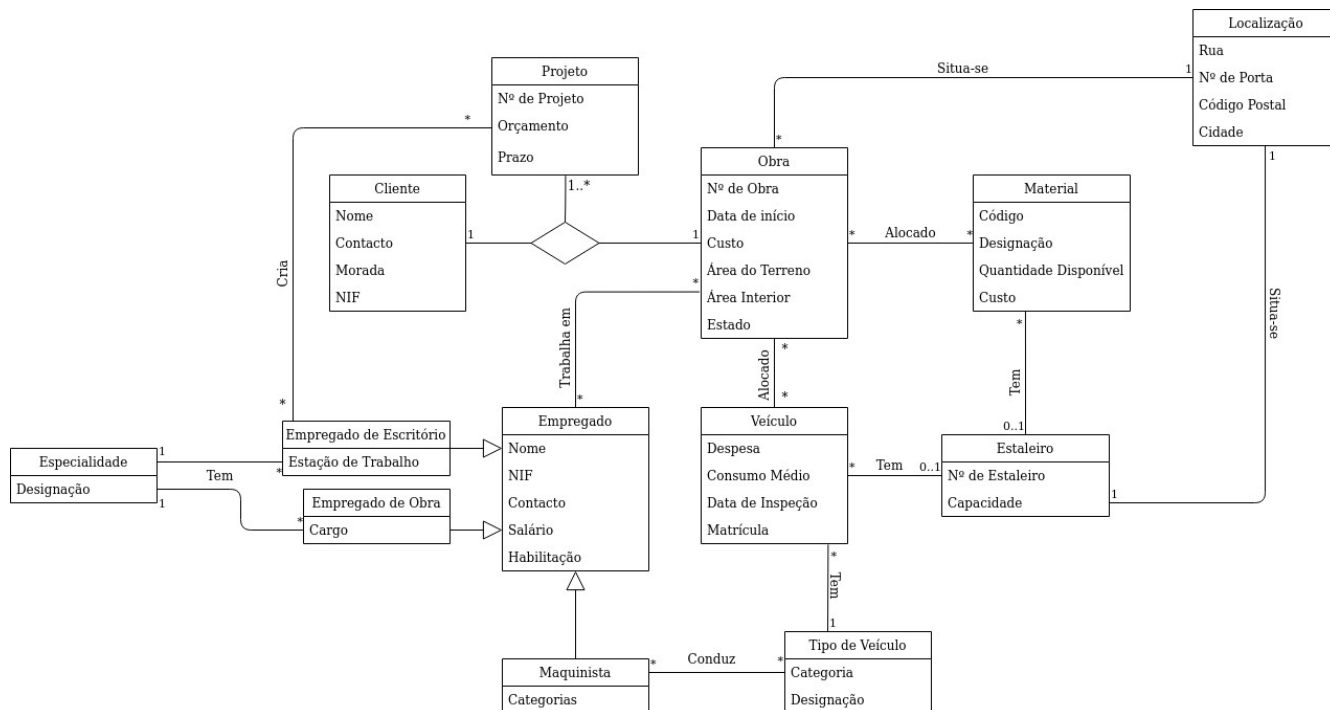 Localização
Rua
Nº de Porta
Código Postal
Cidade
Situa-se
1
*
Projeto
Nº de Projeto
Orçamento
Prazo
*
1..*
Cliente
Nome
Contacto
Morada
NIF
1
1
Obra
Nº de Obra
Data de início
Custo
Área do Terreno
Área Interior
Estado
*
Alocado
*
Material
Código
Designação
Quantidade Disponível
Custo
1
Situa-se
1
Cria
*
*
Trabalha em
*
*
Alocado
*
*
Tem
0..1
Empregado de Escritório
Estação de Trabalho
Especialidade
Designação
1
*
Tem
1
*
Empregado de Obra
Cargo
Empregado
Nome
NIF
Contacto
Salário
Habilitação
Veículo
Despesa
Consumo Médio
Data de Inspeção
Matrícula
*
Tem
0..1
Estaleiro
Nº de Estaleiro
Capacidade
*
Tem
1
Maquinista
Categorias
*
Conduz
*
Tipo de Veículo
Categoria
Designação